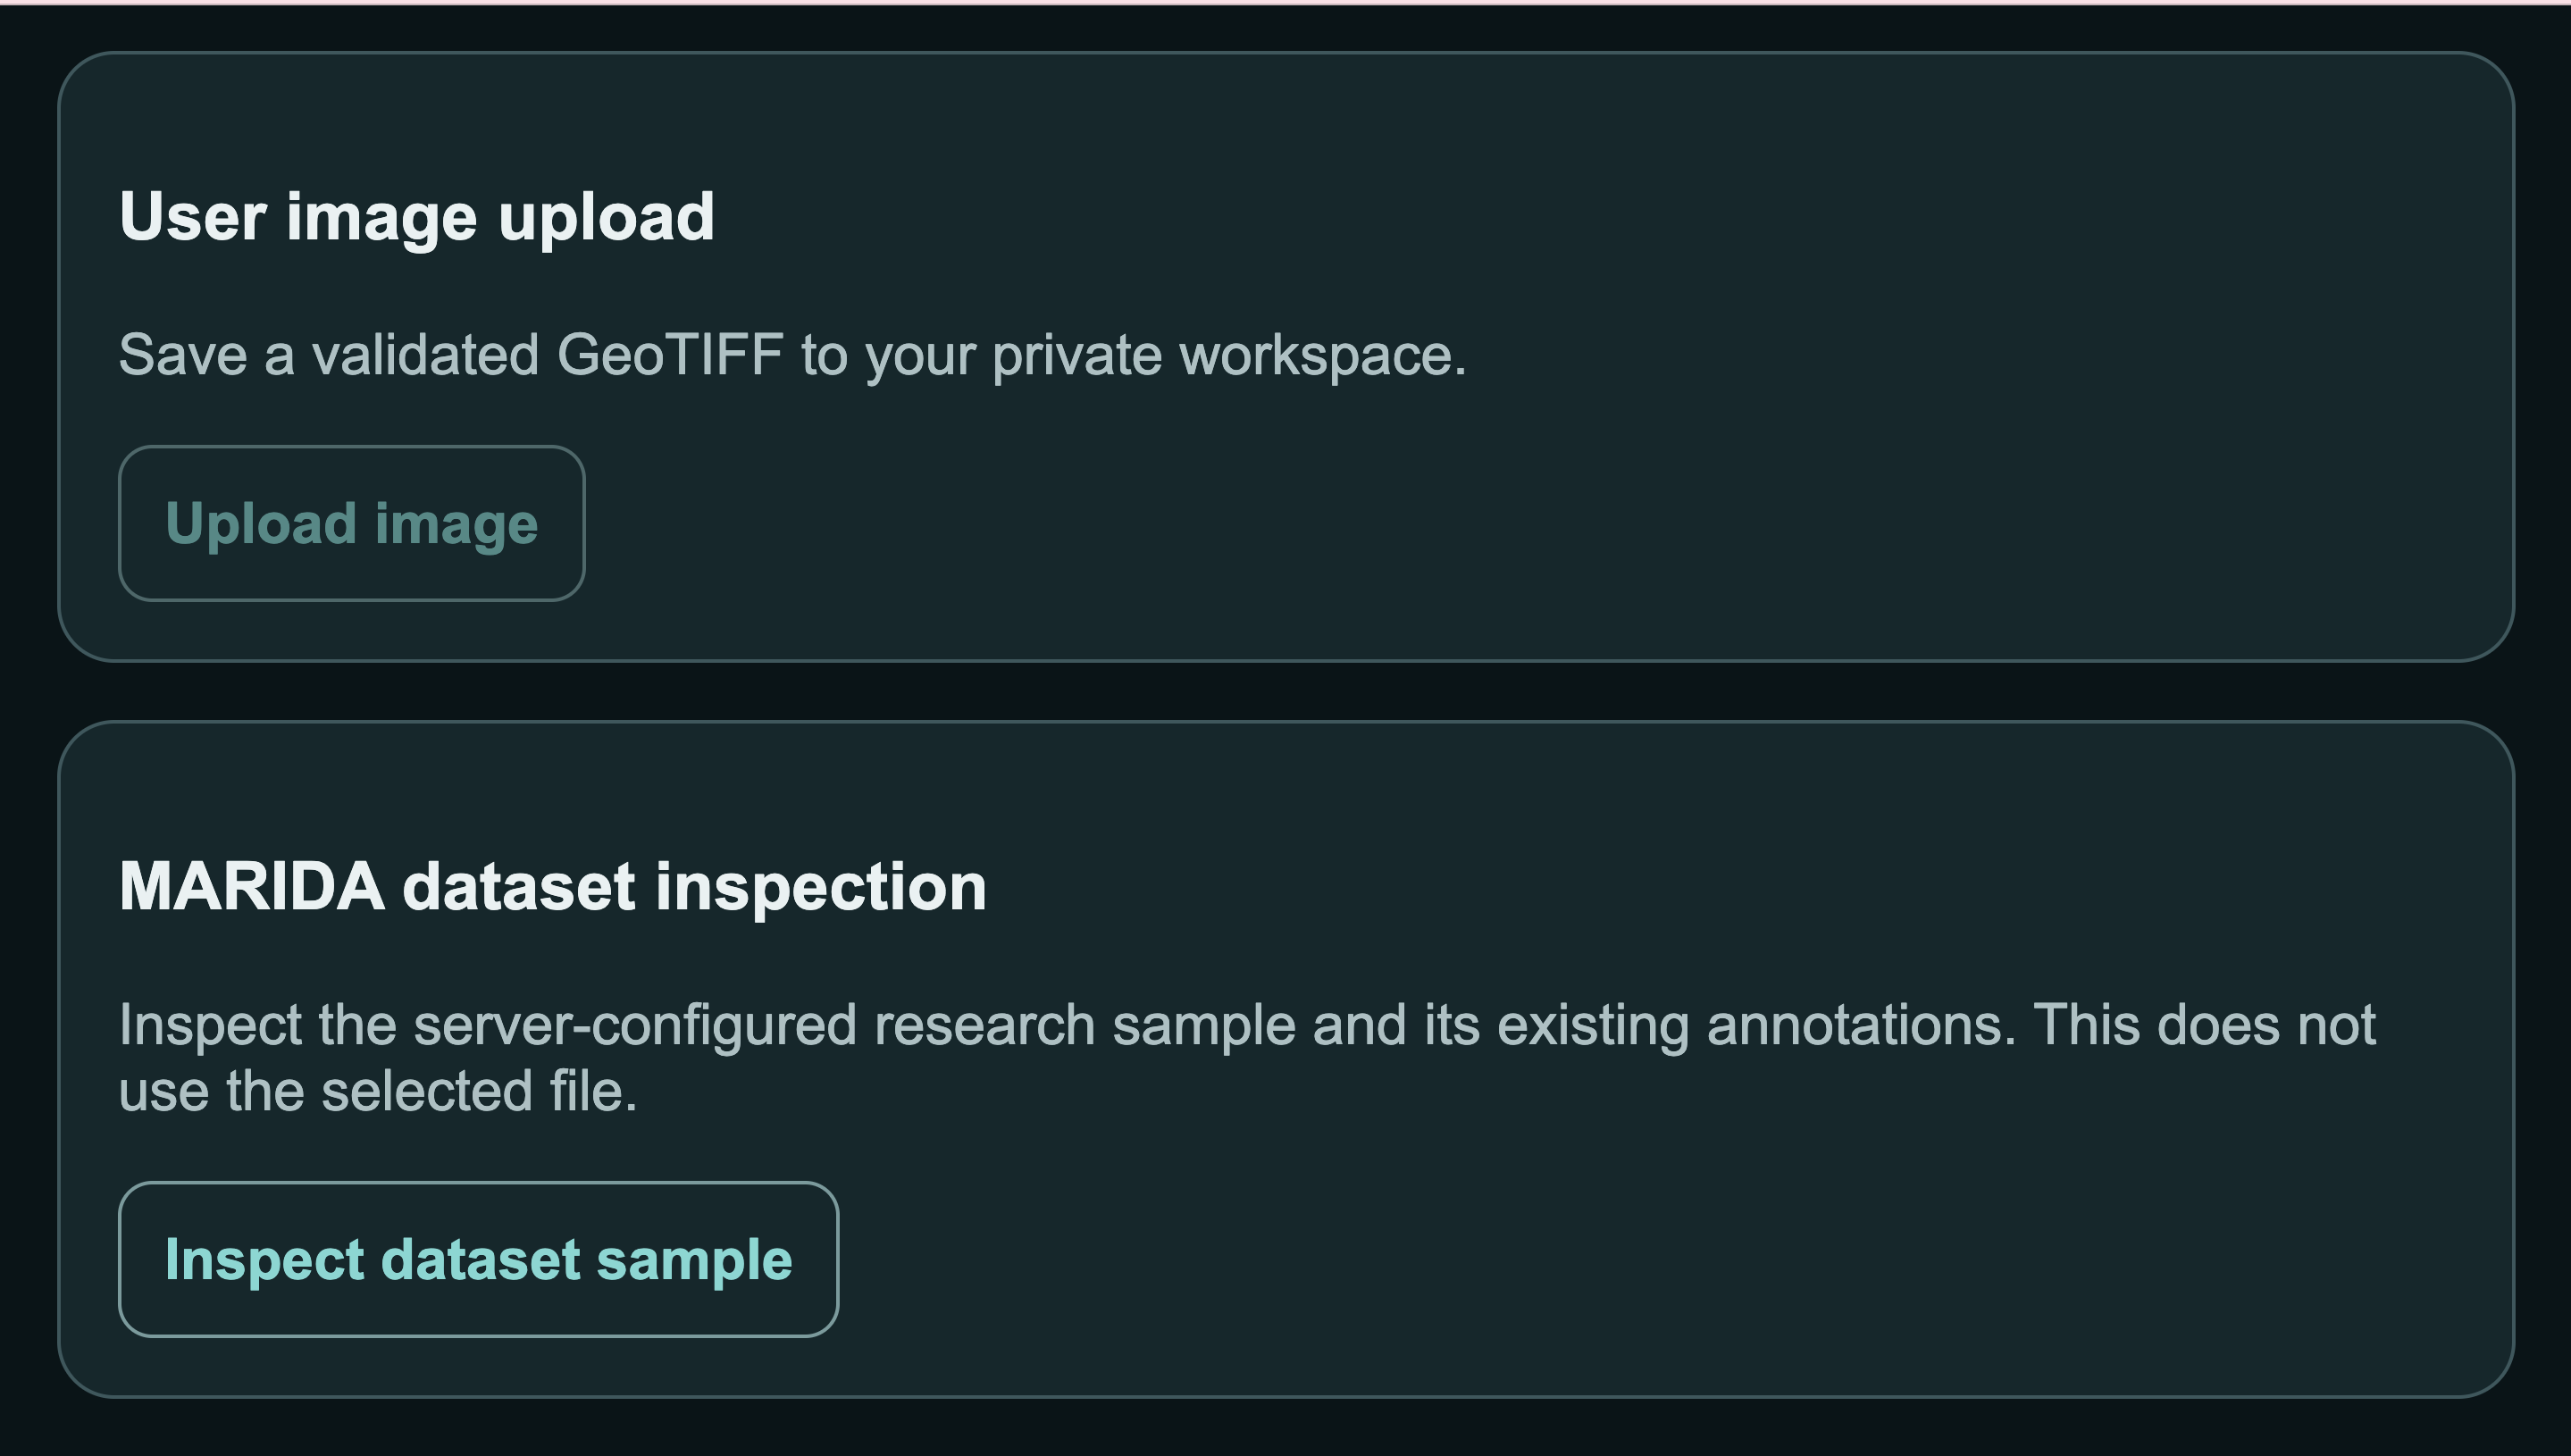 User image upload
Save a validated GeoTIFF to your private workspace.
Upload image
MARIDA dataset inspection
Inspect the server-configured research sample and its existing annotations. This does not
use the selected file.
Inspect dataset sample